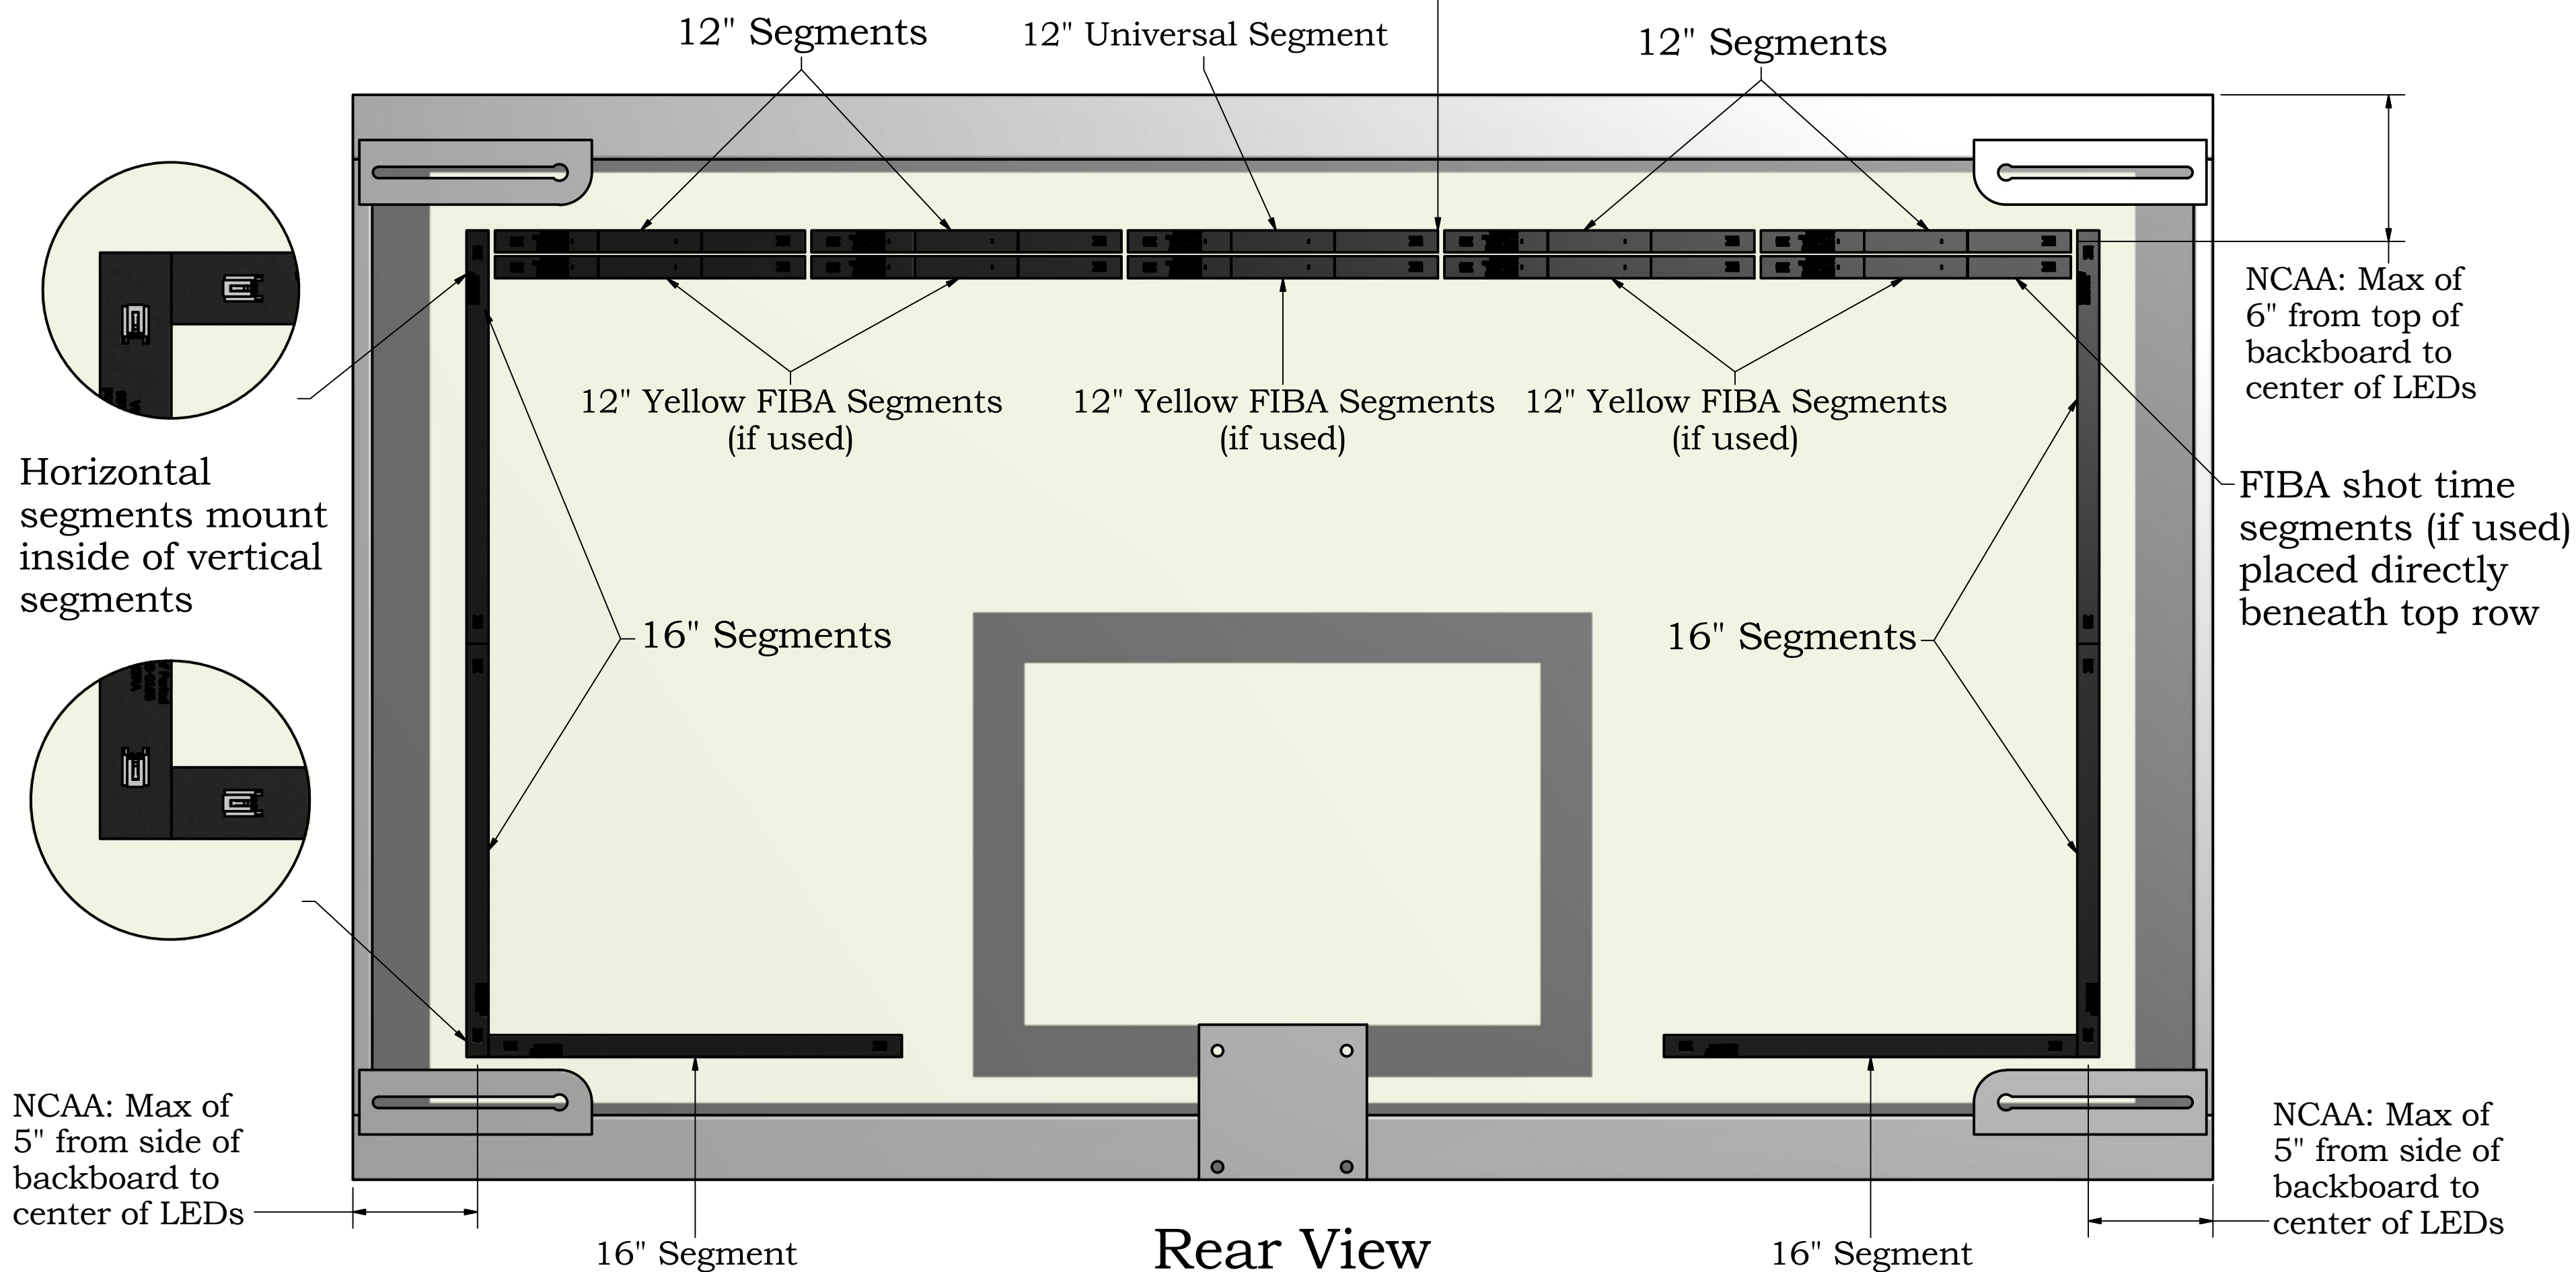 12" Segments
12" Universal Segment
12" Segments
NCAA: Max of
6" from top of
backboard to
center of LEDs
12" Yellow FIBA Segments
(if used)
12" Yellow FIBA Segments
(if used)
12" Yellow FIBA Segments
(if used)
Horizontal
segments mount
inside of vertical
segments
FIBA shot time
segments (if used)
placed directly
beneath top row
16" Segments
16" Segments
NCAA: Max of
5" from side of
backboard to
center of LEDs
NCAA: Max of
5" from side of
backboard to
center of LEDs
16" Segment
Rear View
16" Segment